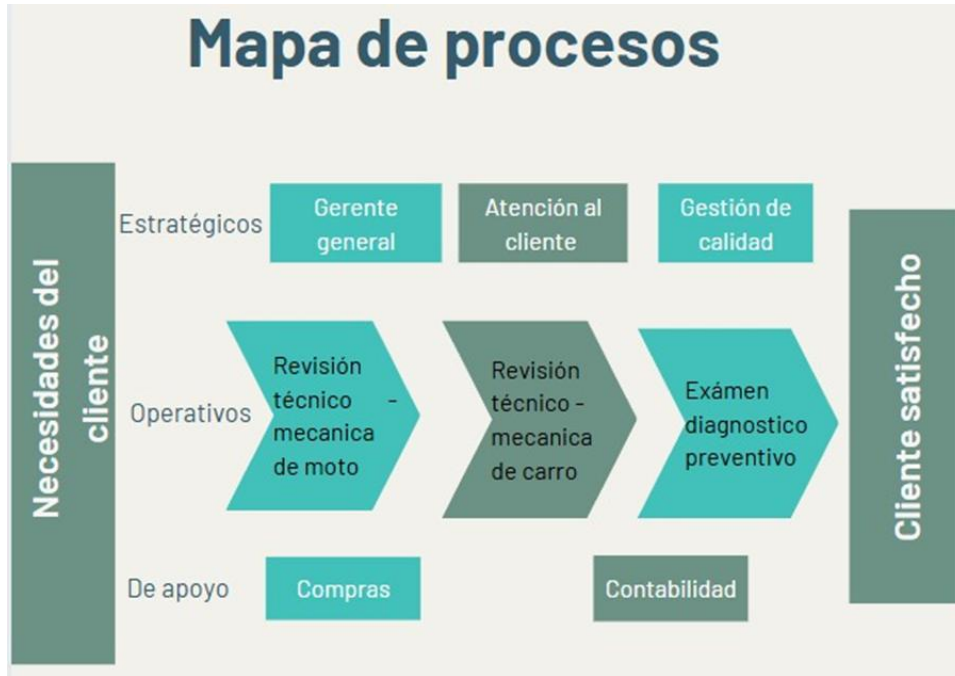 Mapa de procesos
Necesidades del
cliente
Estratégicos
Gerente
general
Atención al
cliente
Gestión de
calidad
Operativos
Revisión
técnico -
mecanica
de moto
Revisión
técnico -
mecanica
de carro
Exámen
diagnostico
preventivo
De apoyo
Compras
Contabilidad
Cliente satisfecho